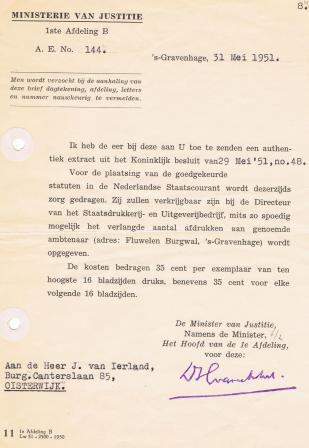 8.
MINISTERIE VAN JUSTITIE
1ste Afdeling B
A. E. No. 144.
's-Gravenhage, 31 Mei 1951.
Men wordt verzocht bij de aanhaling van
deze brief dagtekening, afdeling, letters
en nummer nauwkeurig te vermelden.
Ik heb de eer bij deze aan U toe te zenden een authen-
tiek extract uit het Koninklijk besluit van 29 Mei '51, no. 48.
Voor de plaatsing van de goedgekeurde
statuten in de Nederlandse Staatscourant wordt dezerzijds
zorg gedragen. Zij zullen verkrijgbaar zijn bij de Directeur
van het Staatsdrukkerij- en Uitgeverijbedrijf, mits zo spoedig
mogelijk het verlangde aantal afdrukken aan genoemde
ambtenaar (adres: Fluwelen Burgwal, 's-Gravenhage) wordt
opgegeven.
De kosten bedragen 35 cent per exemplaar van ten
hoogste 16 bladzijden druks, benevens 35 cent voor elke
volgende 16 bladzijden.
De Minister van Justitie,
Namens de Minister,
Het Hoofd van de 1e Afdeling,
voor deze:
Aan de Heer J. van Ierland,
Burg. Canterslaan 85,
OISTERWIJK.
11 1e Afdeling B
Lw 51 - 2500 - 1950